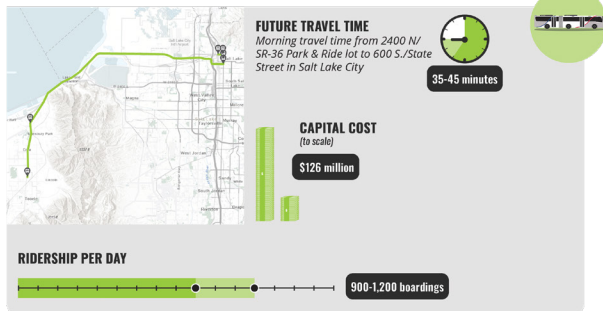 FUTURE TRAVEL TIME
Morning travel time from 2400 N/
SR-36 Park & Ride lot to 600 S./State
Street in Salt Lake City
35-45 minutes
CAPITAL COST
(to scale)
$126 million
RIDERSHIP PER DAY
900-1,200 boardings